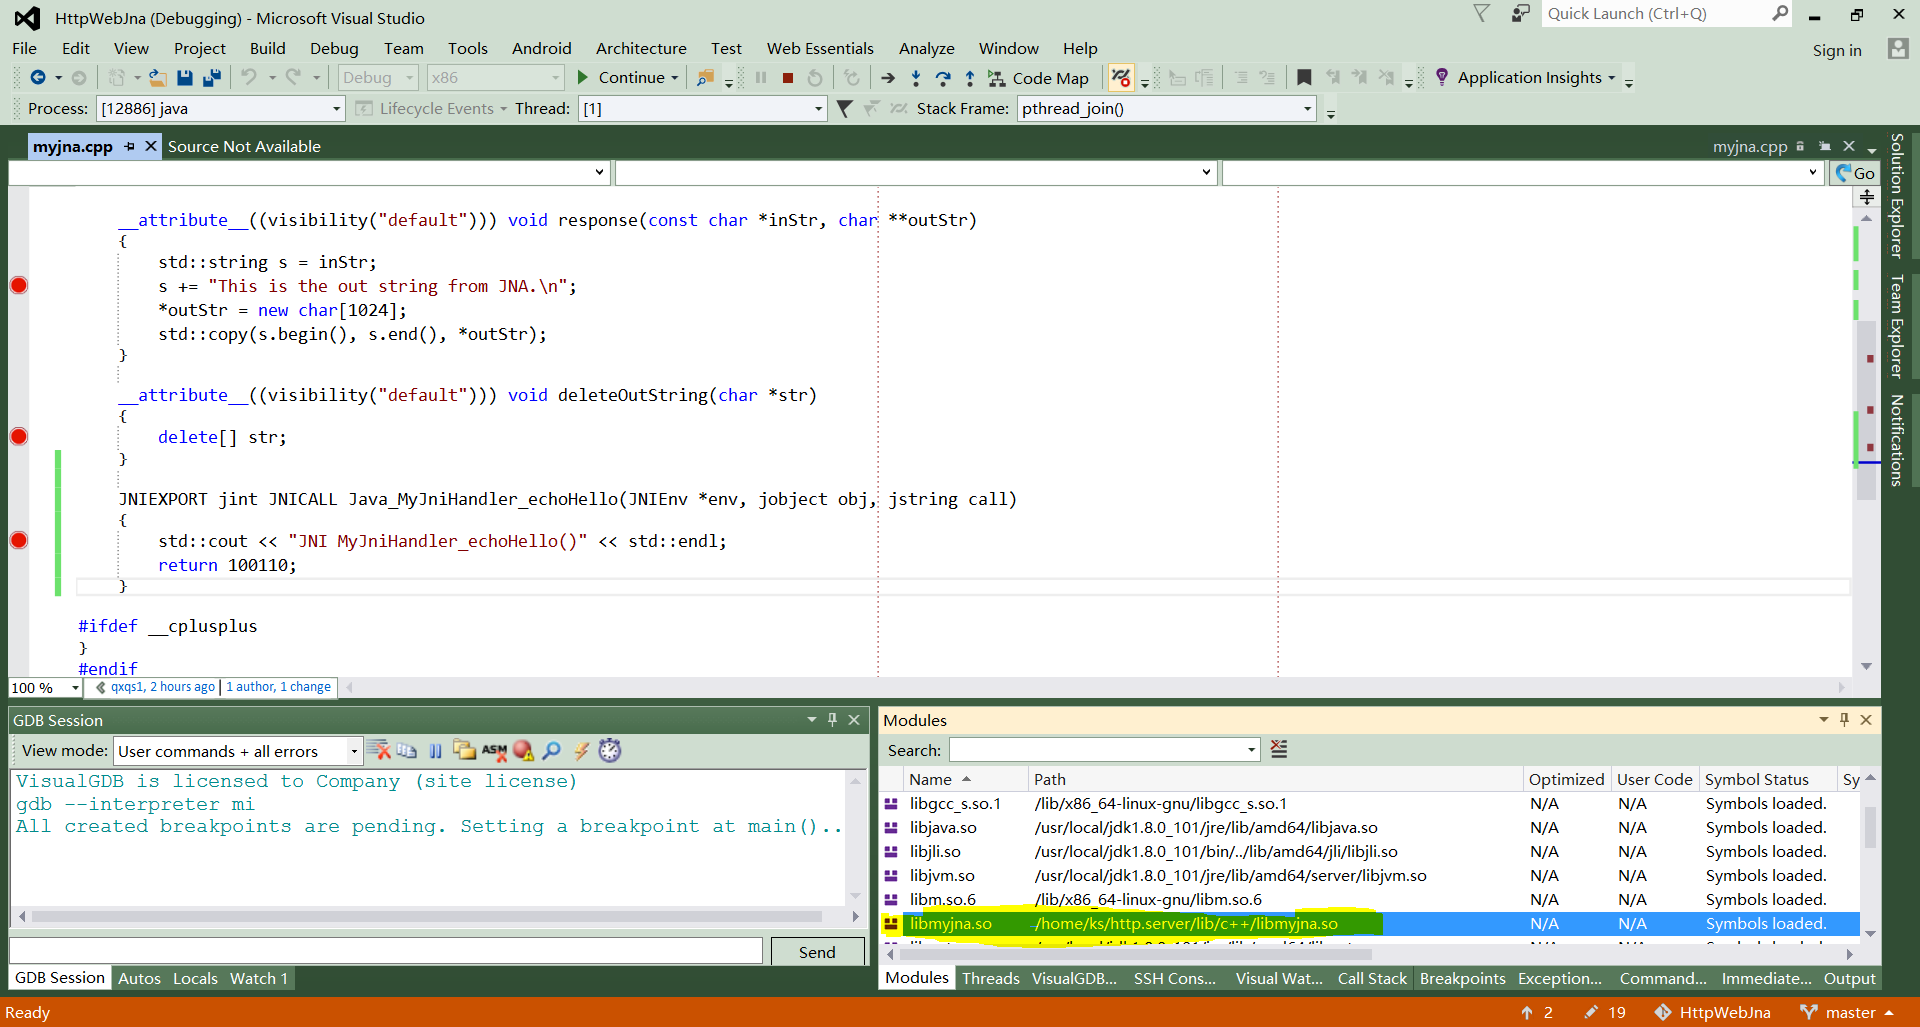 HttpWebJna (Debugging) - Microsoft Visual Studio
Quick Launch (Ctrl+Q)
File Edit View Project Build Debug Team Tools Android Architecture Test Web Essentials Analyze Window Help
Sign in
Debug x86 Continue Code Map Application Insights
Process: [12886] java Lifecycle Events Thread: [1] Stack Frame: pthread_join()
myjna.cpp Source Not Available myjna.cpp
Go
Solution Explorer
Team Explorer
Notifications
__attribute__((visibility("default"))) void response(const char *inStr, char **outStr)
{
std::string s = inStr;
s += "This is the out string from JNA.\n";
*outStr = new char[1024];
std::copy(s.begin(), s.end(), *outStr);
}
__attribute__((visibility("default"))) void deleteOutString(char *str)
{
delete[] str;
}
JNIEXPORT jint JNICALL Java_MyJniHandler_echoHello(JNIEnv *env, jobject obj, jstring call)
{
std::cout << "JNI MyJniHandler_echoHello()" << std::endl;
return 100110;
}
#ifdef __cplusplus
}
#endif
100 % qxqs1, 2 hours ago | 1 author, 1 change
GDB Session
View mode: User commands + all errors ASM
VisualGDB is licensed to Company (site license)
gdb --interpreter mi
All created breakpoints are pending. Setting a breakpoint at main()..
Send
GDB Session Autos Locals Watch 1
Modules
Search:
Name Path Optimized User Code Symbol Status Sy
libgcc_s.so.1 /lib/x86_64-linux-gnu/libgcc_s.so.1 N/A N/A Symbols loaded.
libjava.so /usr/local/jdk1.8.0_101/jre/lib/amd64/libjava.so N/A N/A Symbols loaded.
libjli.so /usr/local/jdk1.8.0_101/bin/../lib/amd64/jli/libjli.so N/A N/A Symbols loaded.
libjvm.so /usr/local/jdk1.8.0_101/jre/lib/amd64/server/libjvm.so N/A N/A Symbols loaded.
libm.so.6 /lib/x86_64-linux-gnu/libm.so.6 N/A N/A Symbols loaded.
libmyjna.so /home/ks/http.server/lib/c++/libmyjna.so N/A N/A Symbols loaded.
Modules Threads VisualGDB... SSH Cons... Visual Wat... Call Stack Breakpoints Exception... Command... Immediate... Output
Ready 2 19 HttpWebJna master